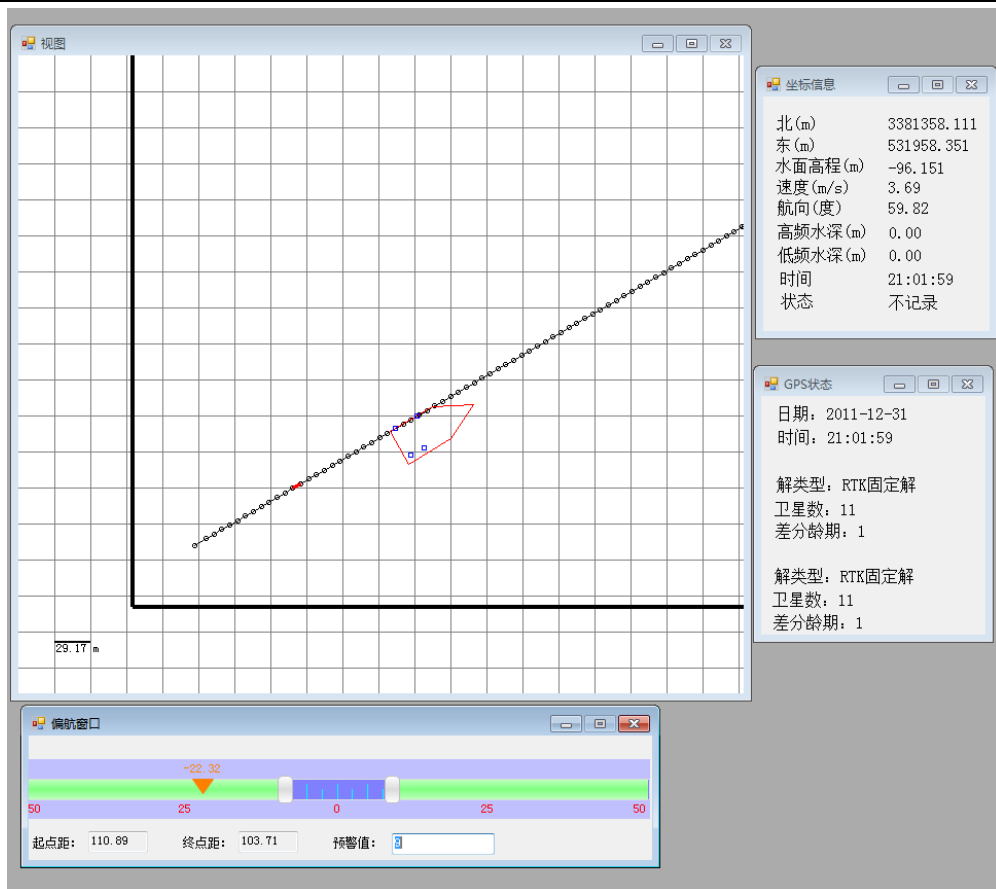 视图
29.17 m
坐标信息
北(m) 3381358.111
东(m) 531958.351
水面高程(m) -96.151
速度(m/s) 3.69
航向(度) 59.82
高频水深(m) 0.00
低频水深(m) 0.00
时间 21:01:59
状态 不记录
GPS状态
日期: 2011-12-31
时间: 21:01:59
解类型: RTK固定解
卫星数: 11
差分龄期: 1
解类型: RTK固定解
卫星数: 11
差分龄期: 1
偏航窗口
-22.32
50 25 0 25 50
起点距: 110.89 终点距: 103.71 预警值: 9